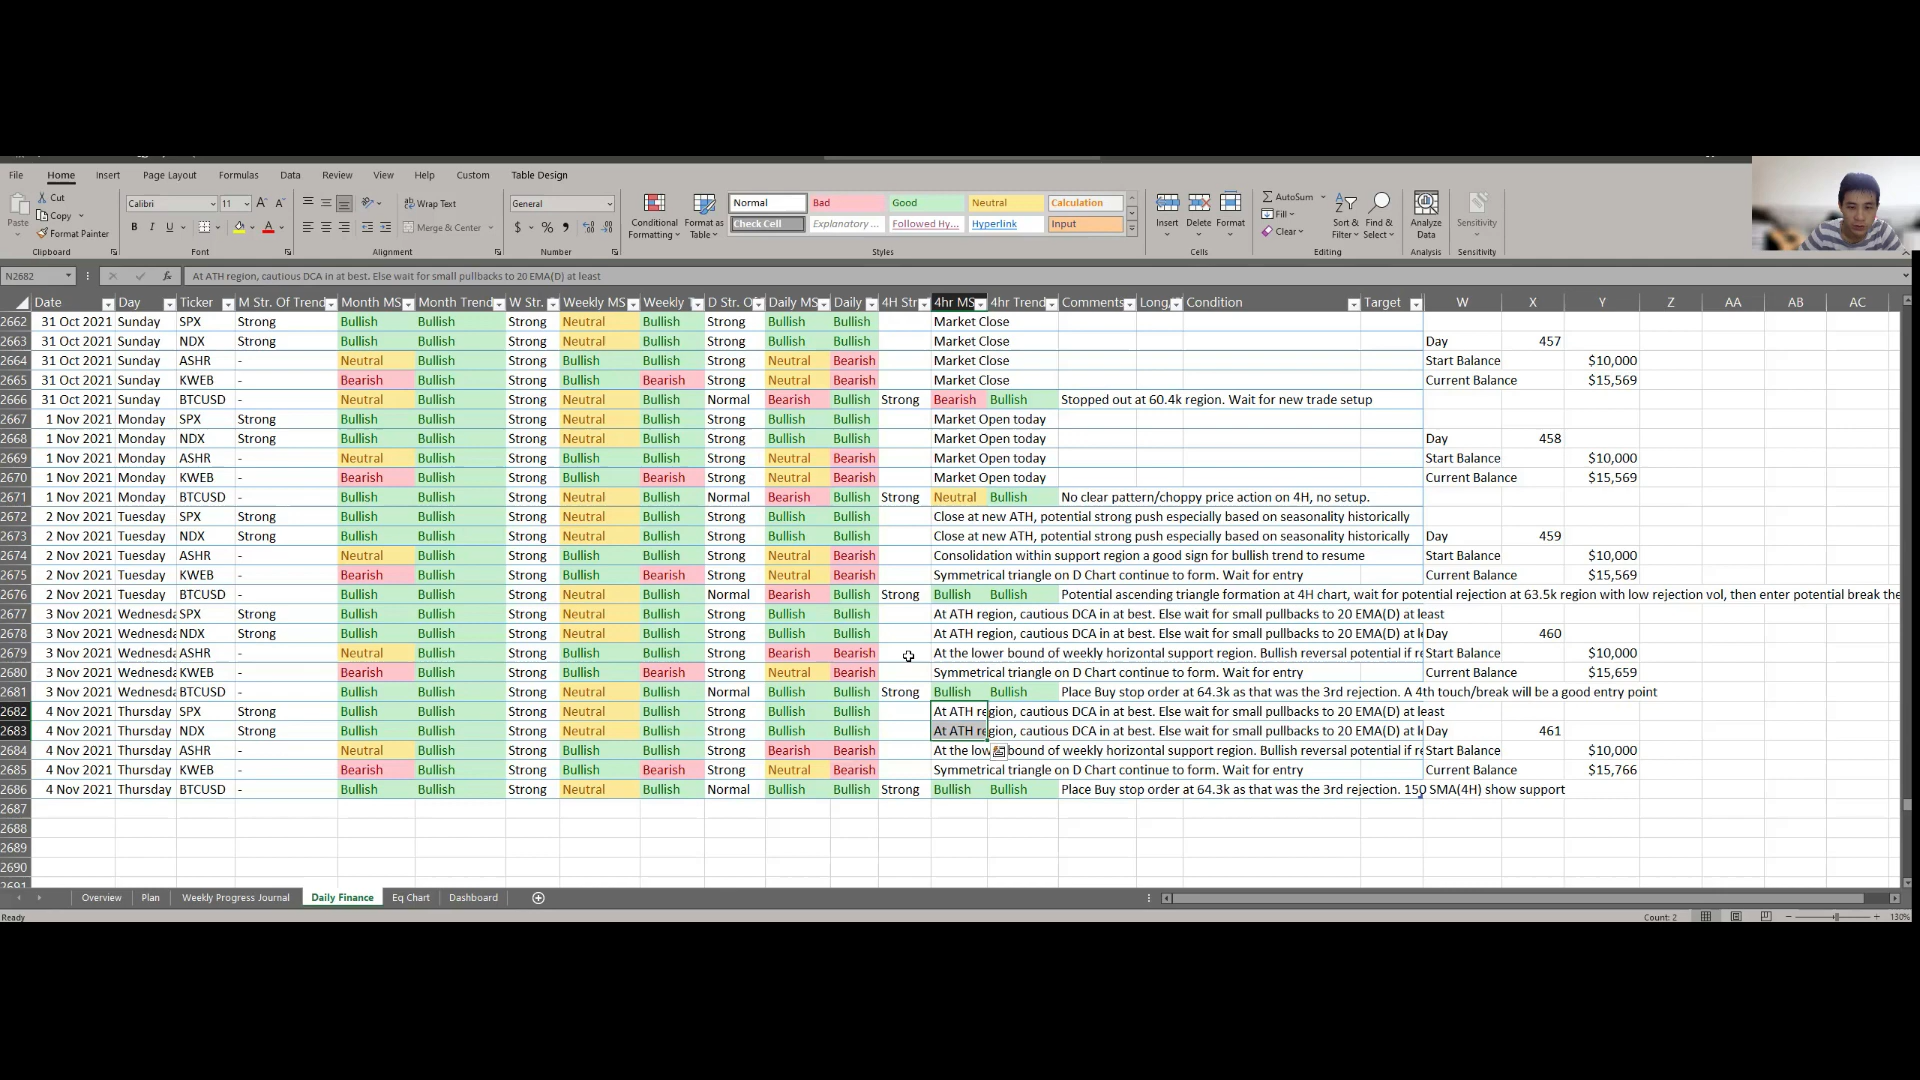 File Home Insert Page Layout Formulas Data Review View Help Custom Table Design
Paste Cut Copy Format Painter Clipboard
Calibri 11 B I U Font
Wrap Text Merge & Center Alignment
General $ % Number
Conditional Formatting Format as Table Normal Bad Good Neutral Calculation Check Cell Explanatory ... Followed Hy... Hyperlink Input Styles
Insert Delete Format Cells
AutoSum Fill Clear Sort & Filter Find & Select Editing
Analyze Data Analysis Sensitivity Sensitivity
N2682 fx At ATH region, cautious DCA in at best. Else wait for small pullbacks to 20 EMA(D) at least
Date Day Ticker M Str. Of Trend Month MS Month Trend W Str. Weekly MS Weekly D Str. O Daily MS Daily 4H Str 4hr MS 4hr Trend Comments Long, Condition Target W X Y Z AA AB AC
2662 31 Oct 2021 Sunday SPX Strong Bullish Bullish Strong Neutral Bullish Strong Bullish Bullish Market Close
2663 31 Oct 2021 Sunday NDX Strong Bullish Bullish Strong Neutral Bullish Strong Bullish Bullish Market Close Day 457
2664 31 Oct 2021 Sunday ASHR - Neutral Bullish Strong Bullish Bullish Strong Neutral Bearish Market Close Start Balance $10,000
2665 31 Oct 2021 Sunday KWEB - Bearish Bullish Strong Bullish Bearish Strong Neutral Bearish Market Close Current Balance $15,569
2666 31 Oct 2021 Sunday BTCUSD - Neutral Bullish Strong Neutral Bullish Normal Bearish Bullish Strong Bearish Bullish Stopped out at 60.4k region. Wait for new trade setup
2667 1 Nov 2021 Monday SPX Strong Bullish Bullish Strong Neutral Bullish Strong Bullish Bullish Market Open today
2668 1 Nov 2021 Monday NDX Strong Bullish Bullish Strong Neutral Bullish Strong Bullish Bullish Market Open today Day 458
2669 1 Nov 2021 Monday ASHR - Neutral Bullish Strong Bullish Bullish Strong Neutral Bearish Market Open today Start Balance $10,000
2670 1 Nov 2021 Monday KWEB - Bearish Bullish Strong Bullish Bearish Strong Neutral Bearish Market Open today Current Balance $15,569
2671 1 Nov 2021 Monday BTCUSD - Bullish Bullish Strong Neutral Bullish Normal Bearish Bullish Strong Neutral Bullish No clear pattern/choppy price action on 4H, no setup.
2672 2 Nov 2021 Tuesday SPX Strong Bullish Bullish Strong Neutral Bullish Strong Bullish Bullish Close at new ATH, potential strong push especially based on seasonality historically
2673 2 Nov 2021 Tuesday NDX Strong Bullish Bullish Strong Neutral Bullish Strong Bullish Bullish Close at new ATH, potential strong push especially based on seasonality historically Day 459
2674 2 Nov 2021 Tuesday ASHR - Neutral Bullish Strong Bullish Bullish Strong Neutral Bearish Consolidation within support region a good sign for bullish trend to resume Start Balance $10,000
2675 2 Nov 2021 Tuesday KWEB - Bearish Bullish Strong Bullish Bearish Strong Neutral Bearish Symmetrical triangle on D Chart continue to form. Wait for entry Current Balance $15,569
2676 2 Nov 2021 Tuesday BTCUSD - Bullish Bullish Strong Neutral Bullish Normal Bearish Bullish Strong Bullish Bullish Potential ascending triangle formation at 4H chart, wait for potential rejection at 63.5k region with low rejection vol, then enter potential break the
2677 3 Nov 2021 Wednesda SPX Strong Bullish Bullish Strong Neutral Bullish Strong Bullish Bullish At ATH region, cautious DCA in at best. Else wait for small pullbacks to 20 EMA(D) at least
2678 3 Nov 2021 Wednesda NDX Strong Bullish Bullish Strong Neutral Bullish Strong Bullish Bullish At ATH region, cautious DCA in at best. Else wait for small pullbacks to 20 EMA(D) at le Day 460
2679 3 Nov 2021 Wednesda ASHR - Neutral Bullish Strong Bullish Bullish Strong Bearish Bearish At the lower bound of weekly horizontal support region. Bullish reversal potential if re Start Balance $10,000
2680 3 Nov 2021 Wednesda KWEB - Bearish Bullish Strong Bullish Bearish Strong Neutral Bearish Symmetrical triangle on D Chart continue to form. Wait for entry Current Balance $15,659
2681 3 Nov 2021 Wednesda BTCUSD - Bullish Bullish Strong Neutral Bullish Normal Bullish Bullish Strong Bullish Bullish Place Buy stop order at 64.3k as that was the 3rd rejection. A 4th touch/break will be a good entry point
2682 4 Nov 2021 Thursday SPX Strong Bullish Bullish Strong Neutral Bullish Strong Bullish Bullish At ATH region, cautious DCA in at best. Else wait for small pullbacks to 20 EMA(D) at least
2683 4 Nov 2021 Thursday NDX Strong Bullish Bullish Strong Neutral Bullish Strong Bullish Bullish At ATH region, cautious DCA in at best. Else wait for small pullbacks to 20 EMA(D) at le Day 461
2684 4 Nov 2021 Thursday ASHR - Neutral Bullish Strong Bullish Bullish Strong Bearish Bearish At the low bound of weekly horizontal support region. Bullish reversal potential if re Start Balance $10,000
2685 4 Nov 2021 Thursday KWEB - Bearish Bullish Strong Bullish Bearish Strong Neutral Bearish Symmetrical triangle on D Chart continue to form. Wait for entry Current Balance $15,766
2686 4 Nov 2021 Thursday BTCUSD - Bullish Bullish Strong Neutral Bullish Normal Bullish Bullish Strong Bullish Bullish Place Buy stop order at 64.3k as that was the 3rd rejection. 150 SMA(4H) show support
2687
2688
2689
2690
2691
Overview Plan Weekly Progress Journal Daily Finance Eq Chart Dashboard
Ready Count: 2 130%